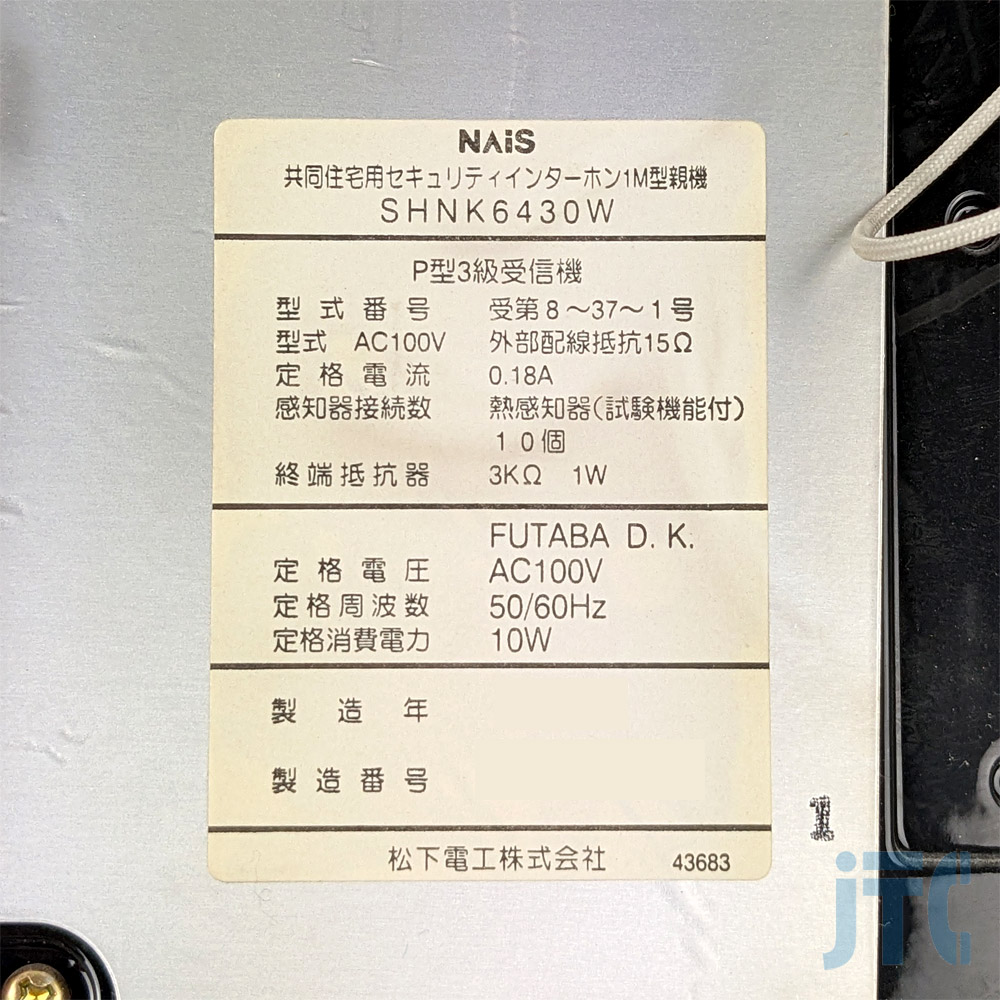 NAiS
共同住宅用セキュリティインターホン1M型親機
SHNK6430W
P型3級受信機
型式番号 受第8～37～1号
型式 AC100V 外部配線抵抗15Ω
定格電流 0.18A
感知器接続数 熱感知器(試験機能付)
10個
終端抵抗器 3KΩ 1W
FUTABA D.K.
定格電圧 AC100V
定格周波数 50/60Hz
定格消費電力 10W
製造年
製造番号
松下電工株式会社 43683
1
JTC